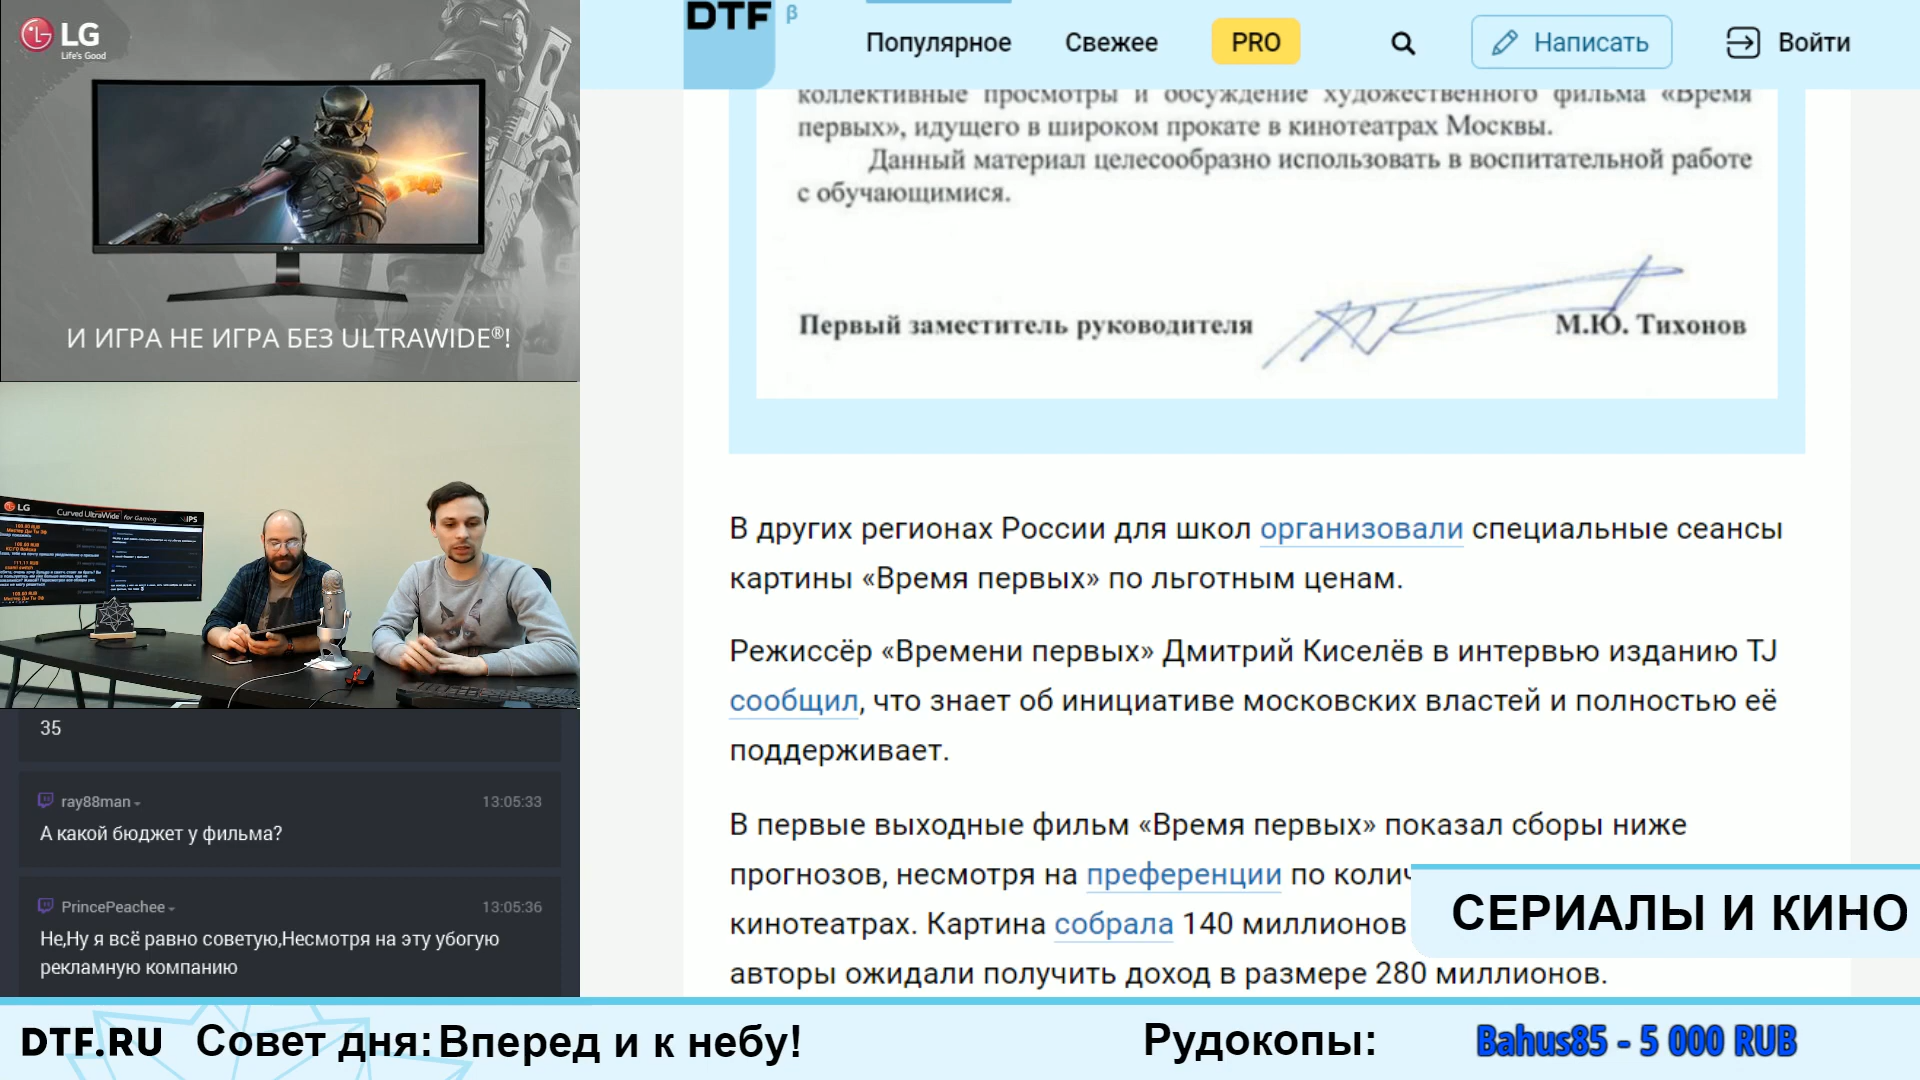 LG
Life's Good
И ИГРА НЕ ИГРА БЕЗ ULTRAWIDE®!
LG
Curved UltraWide
for Gaming
IPS
35
ray88man
13:05:33
А какой бюджет у фильма?
PrincePeachee
13:05:36
Не,Ну я всё равно советую,Несмотря на эту убогую
рекламную компанию
DTF β
Популярное
Свежее
PRO
Написать
Войти
коллективные просмотры и обсуждение художественного фильма «Время
первых», идущего в широком прокате в кинотеатрах Москвы.
Данный материал целесообразно использовать в воспитательной работе
с обучающимися.
Первый заместитель руководителя
М.Ю. Тихонов
В других регионах России для школ организовали специальные сеансы
картины «Время первых» по льготным ценам.
Режиссёр «Времени первых» Дмитрий Киселёв в интервью изданию TJ
сообщил, что знает об инициативе московских властей и полностью её
поддерживает.
В первые выходные фильм «Время первых» показал сборы ниже
прогнозов, несмотря на преференции по колич
кинотеатрах. Картина собрала 140 миллионов
авторы ожидали получить доход в размере 280 миллионов.
СЕРИАЛЫ И КИНО
DTF.RU
Совет дня: Вперед и к небу!
Рудокопы:
Bahus85 - 5 000 RUB